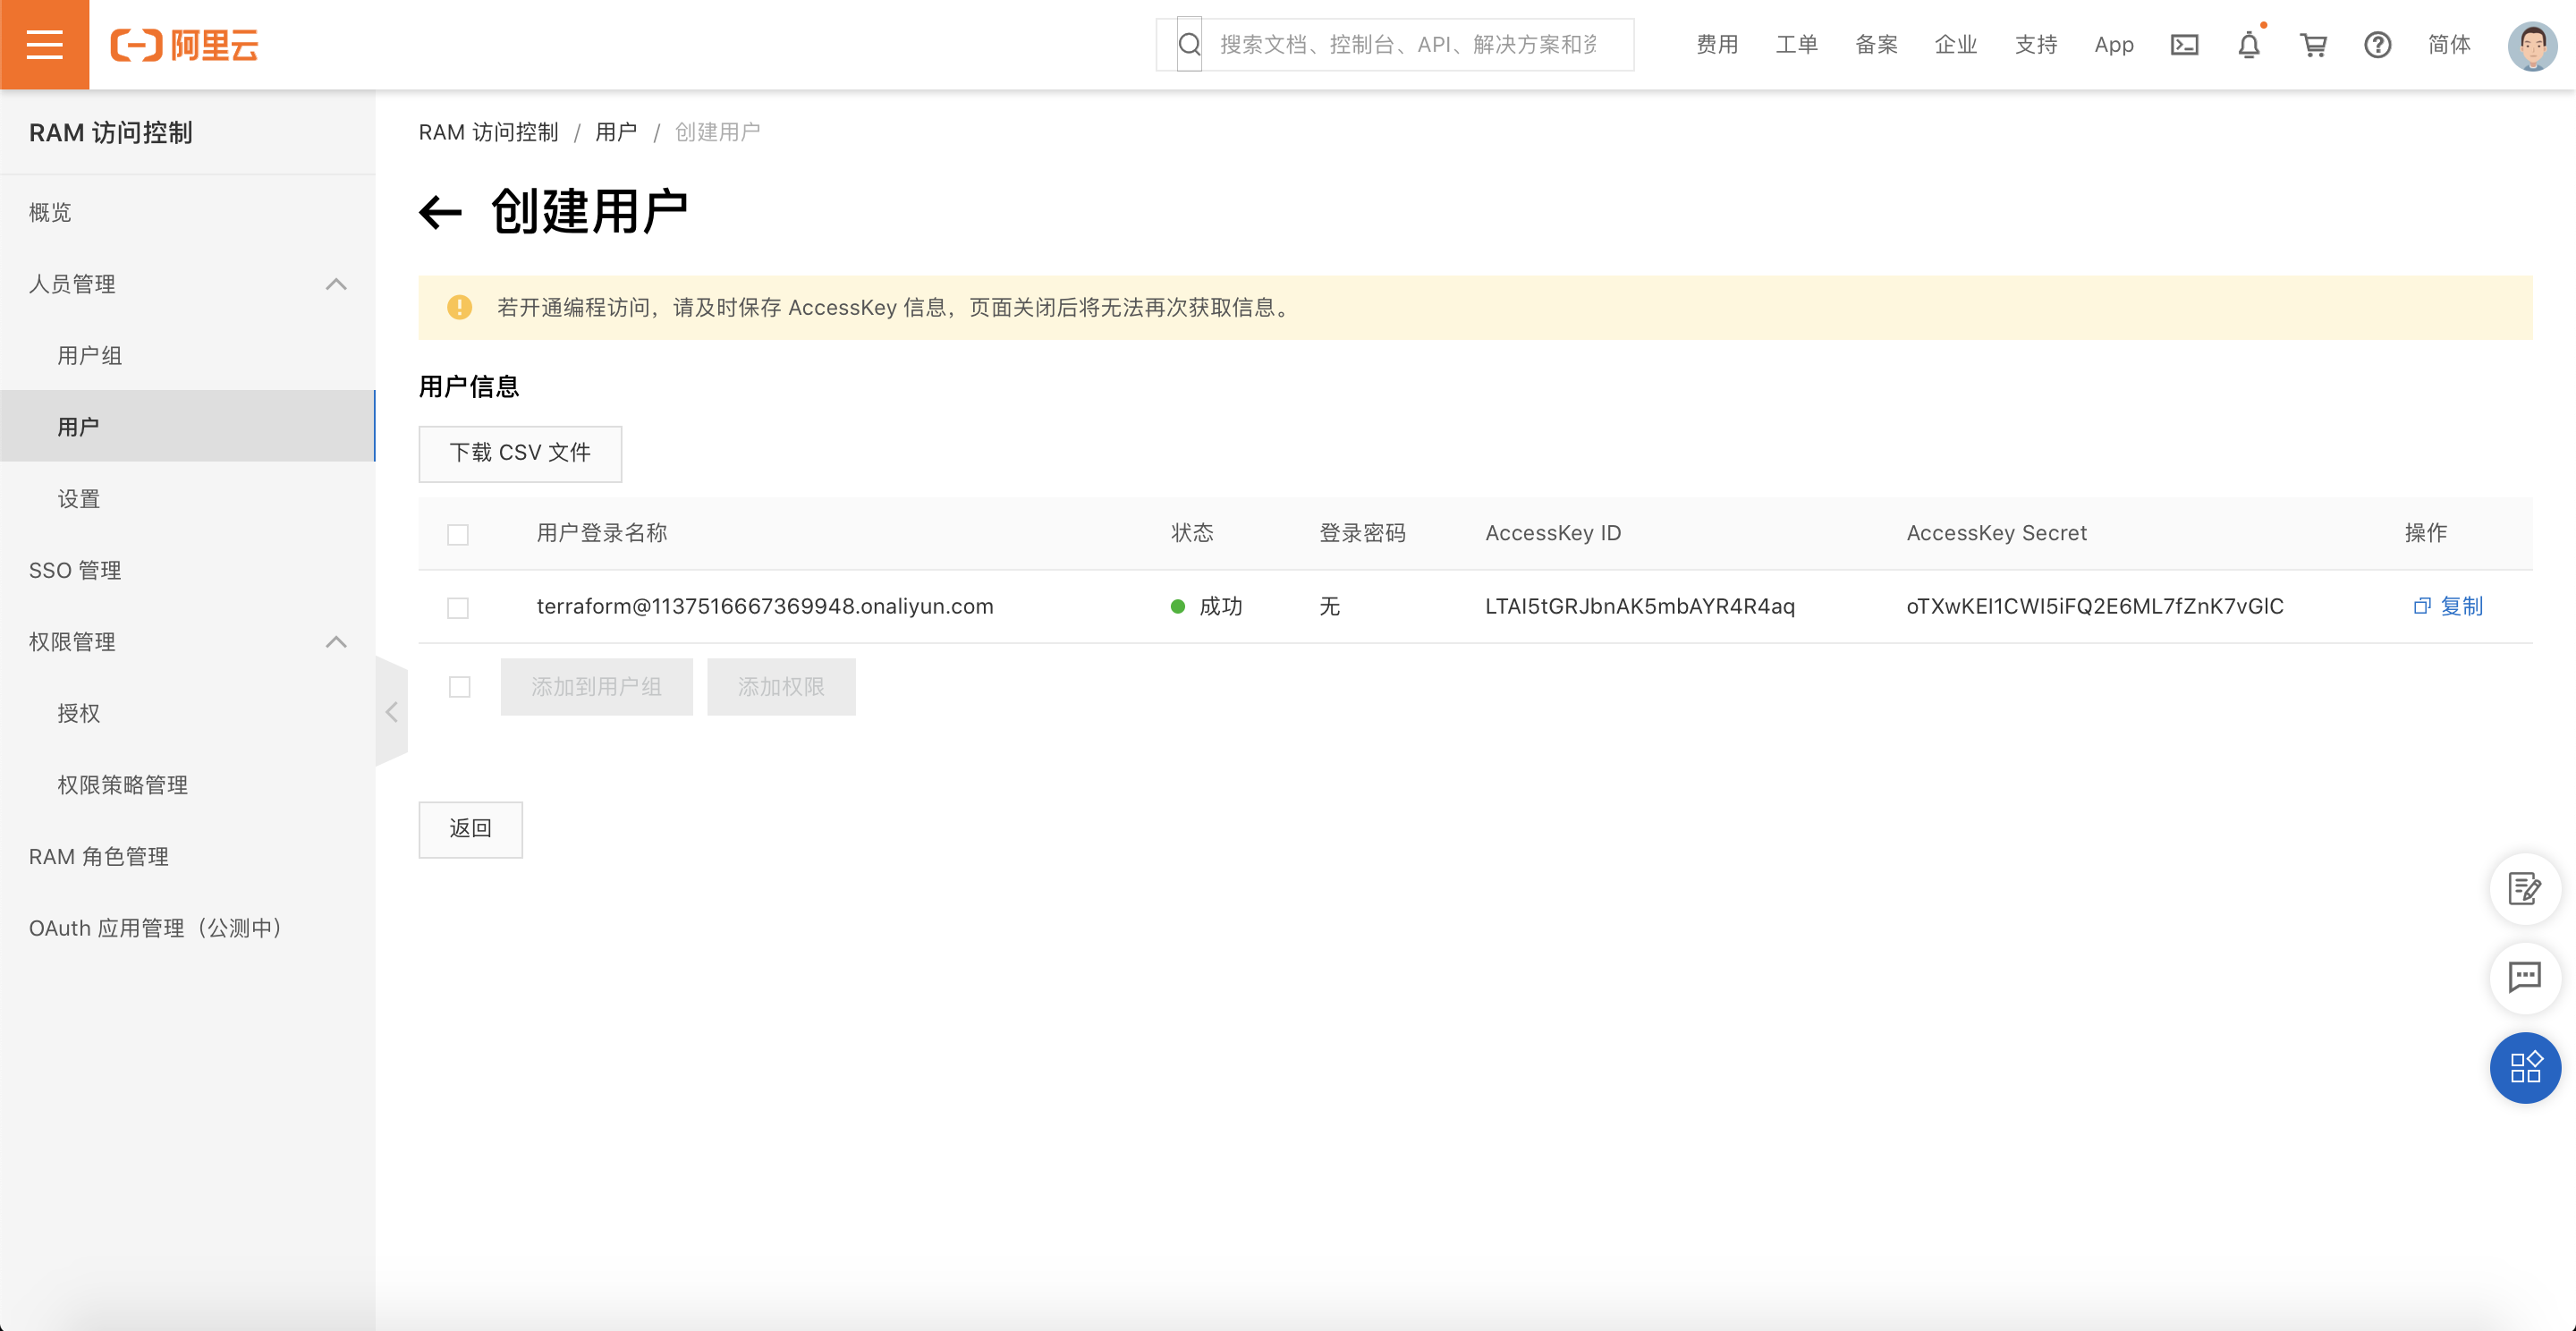 阿里云
搜索文档、控制台、API、解决方案和资
费用
工单
备案
企业
支持
App
简体
RAM 访问控制
概览
人员管理
用户组
用户
设置
SSO 管理
权限管理
授权
权限策略管理
RAM 角色管理
OAuth 应用管理（公测中）
RAM 访问控制 / 用户 / 创建用户
创建用户
若开通编程访问，请及时保存 AccessKey 信息，页面关闭后将无法再次获取信息。
用户信息
下载 CSV 文件
用户登录名称 状态 登录密码 AccessKey ID AccessKey Secret 操作
terraform@1137516667369948.onaliyun.com 成功 无 LTAI5tGRJbnAK5mbAYR4R4aq oTXwKEI1CWI5iFQ2E6ML7fZnK7vGlC 复制
添加到用户组 添加权限
返回